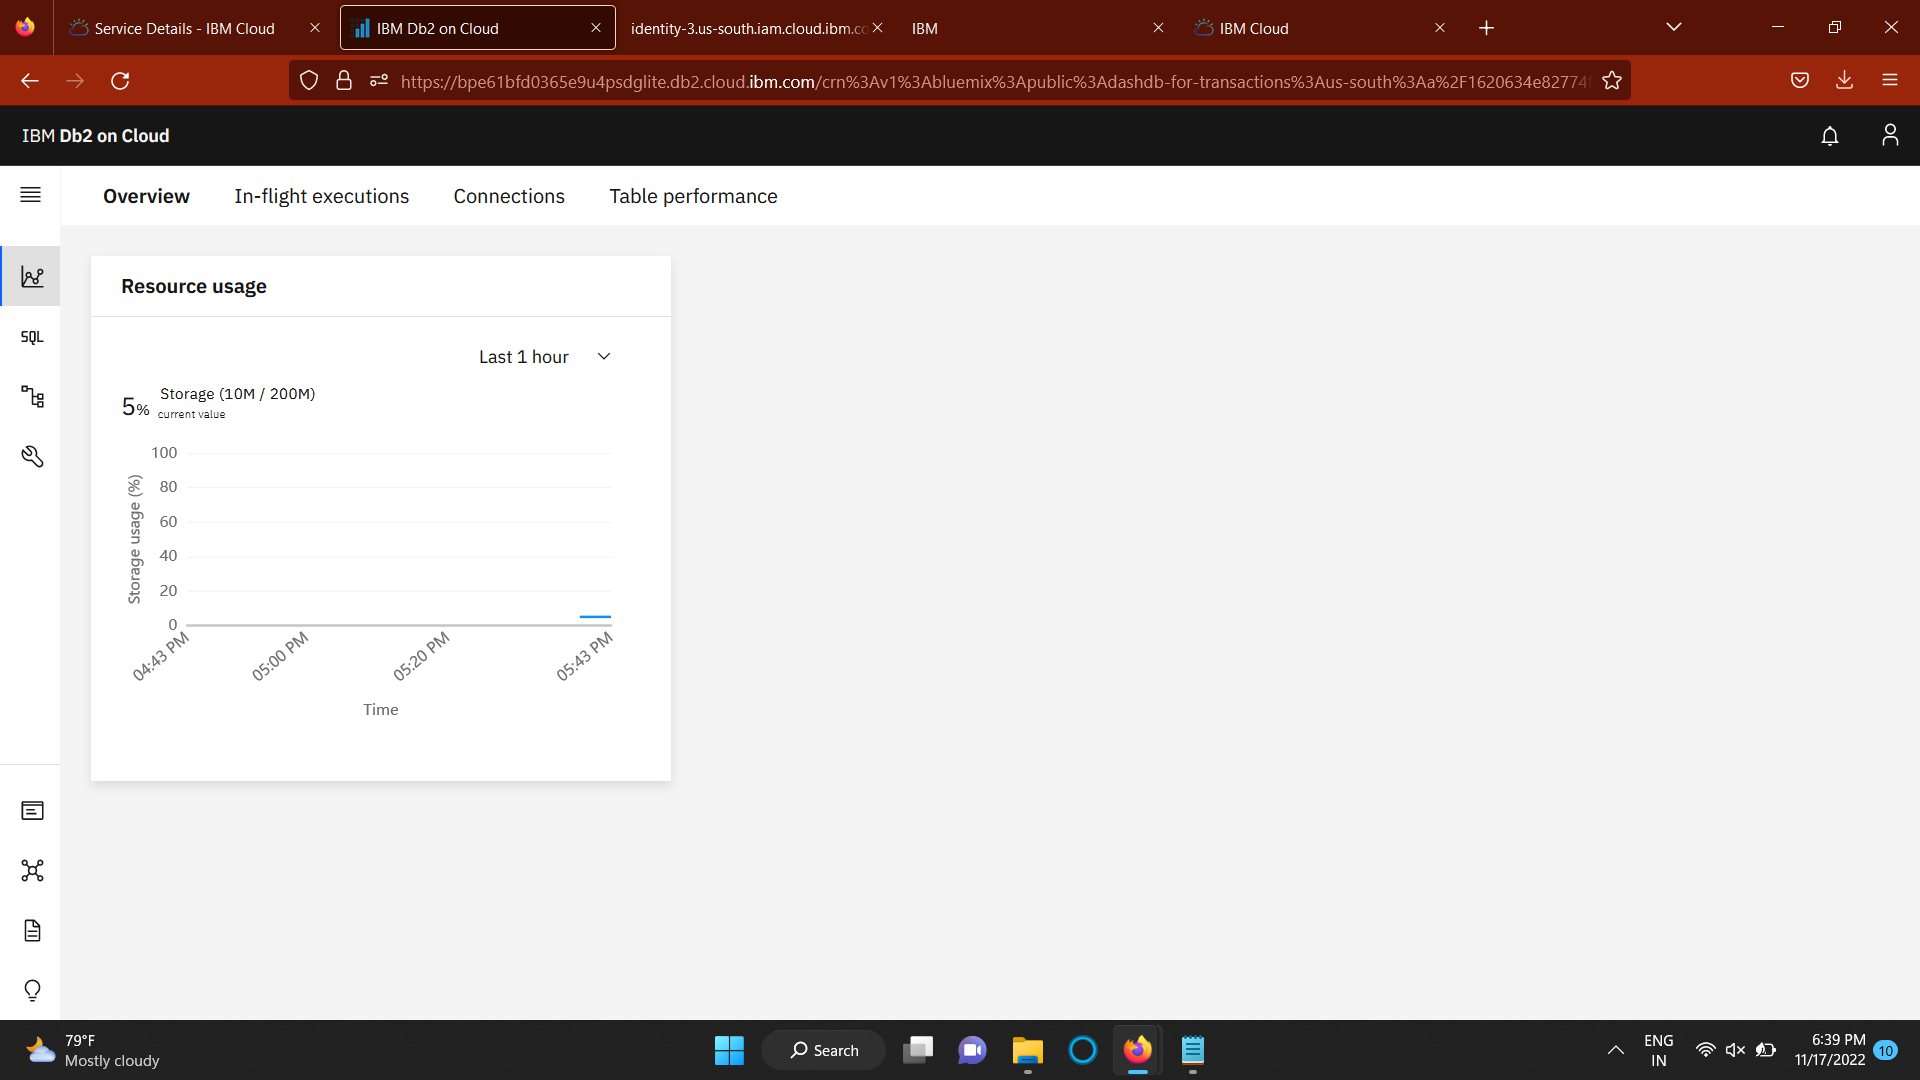 Service Details - IBM Cloud
IBM Db2 on Cloud
identity-3.us-south.iam.cloud.ibm.co
IBM
IBM Cloud
https://bpe61bfd0365e9u4psdglite.db2.cloud.ibm.com/crn%3Av1%3Abluemix%3Apublic%3Adashdb-for-transactions%3Aus-south%3Aa%2F1620634e82774f
IBM Db2 on Cloud
Overview
In-flight executions
Connections
Table performance
SQL
Resource usage
Last 1 hour
5%
Storage (10M / 200M)
current value
Storage usage (%)
100
80
60
40
20
0
04:43 PM
05:00 PM
05:20 PM
05:43 PM
Time
79°F
Mostly cloudy
Search
ENG
IN
6:39 PM
11/17/2022
10